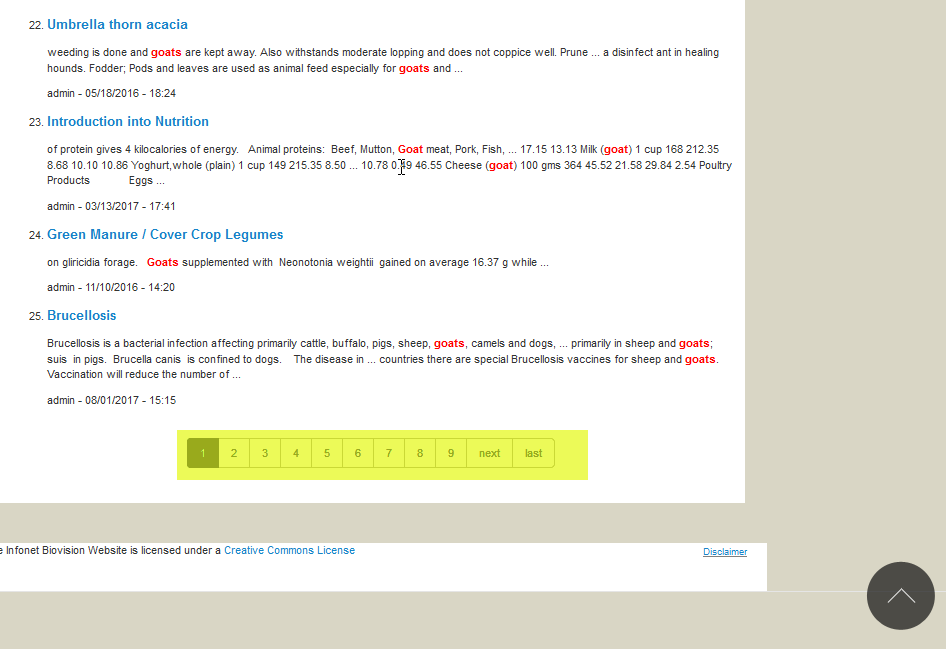 22. Umbrella thorn acacia
weeding is done and goats are kept away. Also withstands moderate lopping and does not coppice well. Prune ... a disinfect ant in healing
hounds. Fodder; Pods and leaves are used as animal feed especially for goats and ...
admin - 05/18/2016 - 18:24
23. Introduction into Nutrition
of protein gives 4 kilocalories of energy. Animal proteins: Beef, Mutton, Goat meat, Pork, Fish, ... 17.15 13.13 Milk (goat) 1 cup 168 212.35
8.68 10.10 10.86 Yoghurt,whole (plain) 1 cup 149 215.35 8.50 ... 10.78 46.55 Cheese (goat) 100 gms 364 45.52 21.58 29.84 2.54 Poultry
Products Eggs ...
admin - 03/13/2017 - 17:41
24. Green Manure / Cover Crop Legumes
on gliricidia forage. Goats supplemented with Neonotonia weightii gained on average 16.37 g while ...
admin - 11/10/2016 - 14:20
25. Brucellosis
Brucellosis is a bacterial infection affecting primarily cattle, buffalo, pigs, sheep, goats, camels and dogs, ... primarily in sheep and goats;
suis in pigs. Brucella canis is confined to dogs. The disease in ... countries there are special Brucellosis vaccines for sheep and goats.
Vaccination will reduce the number of ...
admin - 08/01/2017 - 15:15
1 2 3 4 5 6 7 8 9 next last
e Infonet Biovision Website is licensed under a Creative Commons License
Disclaimer